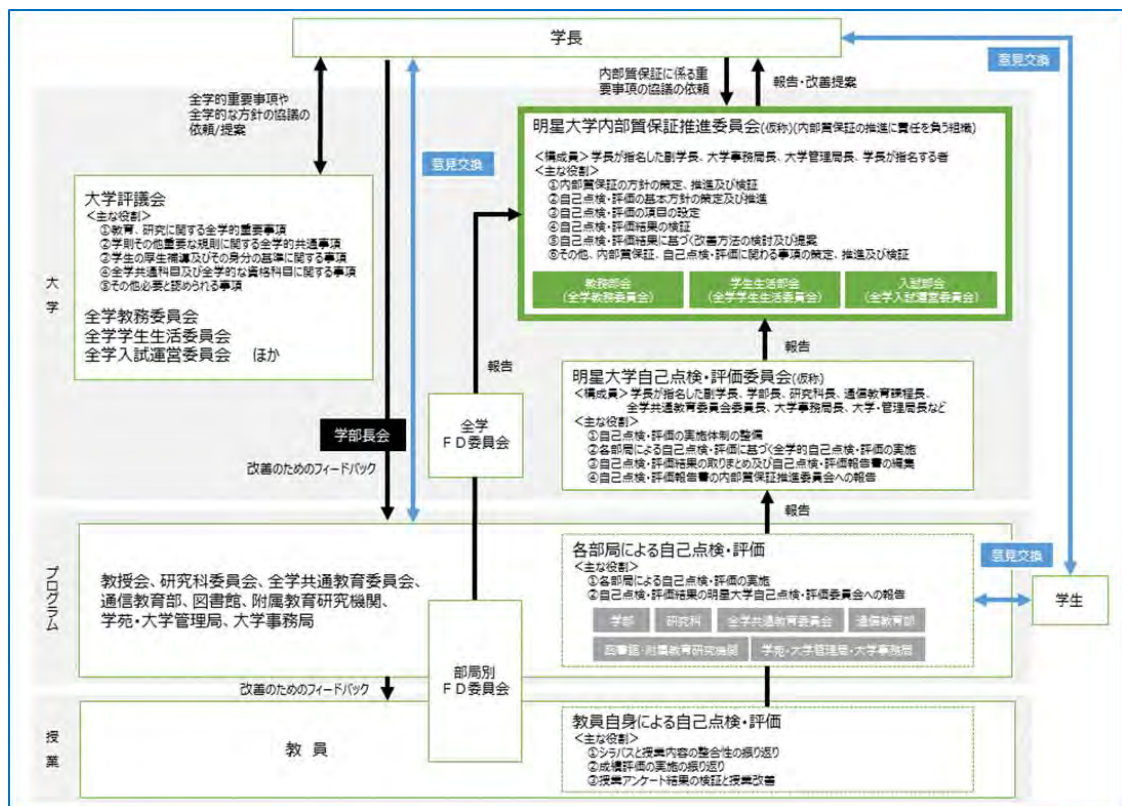 学長
意見交換
全学的重要事項や
全学的な方針の協議の
依頼/提案
内部質保証に係る重
要事項の協議の依頼
報告・改善提案
意見交換
大学
大学評議会
<主な役割>
①教育、研究に関する全学的重要事項
②学則その他重要な規則に関する全学的共通事項
③学生の厚生補導及びその身分の基準に関する事項
④全学共通科目及び全学的な資格科目に関する事項
⑤その他必要と認められる事項
全学教務委員会
全学学生生活委員会
全学入試運営委員会 ほか
明星大学内部質保証推進委員会(仮称)(内部質保証の推進に責任を負う組織)
<構成員>学長が指名した副学長、大学事務局長、大学管理局長、学長が指名する者
<主な役割>
①内部質保証の方針の策定、推進及び検証
②自己点検・評価の基本方針の策定及び推進
③自己点検・評価の項目の設定
④自己点検・評価結果の検証
⑤自己点検・評価結果に基づく改善方法の検討及び提案
⑥その他、内部質保証、自己点検・評価に関わる事項の策定、推進及び検証
教務部会
(全学教務委員会)
学生生活部会
(全学学生生活委員会)
入試部会
(全学入試運営委員会)
報告
報告
全学
FD委員会
学部長会
改善のためのフィードバック
明星大学自己点検・評価委員会(仮称)
<構成員>学長が指名した副学長、学部長、研究科長、通信教育課程長、
全学共通教育委員会委員長、大学事務局長、大学・管理局長など
<主な役割>
①自己点検・評価の実施体制の整備
②各部局による自己点検・評価に基づく全学的自己点検・評価の実施
③自己点検・評価結果の取りまとめ及び自己点検・評価報告書の編集
④自己点検・評価報告書の内部質保証推進委員会への報告
報告
プログラム
教授会、研究科委員会、全学共通教育委員会、
通信教育部、図書館、附属教育研究機関、
学苑・大学管理局、大学事務局
各部局による自己点検・評価
<主な役割>
①各部局による自己点検・評価の実施
②自己点検・評価結果の明星大学自己点検・評価委員会への報告
学部
研究科
全学共通教育委員会
通信教育部
図書館・附属教育研究機関
学苑・大学管理局・大学事務局
意見交換
学生
部局別
FD委員会
改善のためのフィードバック
授業
教員
教員自身による自己点検・評価
<主な役割>
①シラバスと授業内容の整合性の振り返り
②成績評価の実施の振り返り
③授業アンケート結果の検証と授業改善